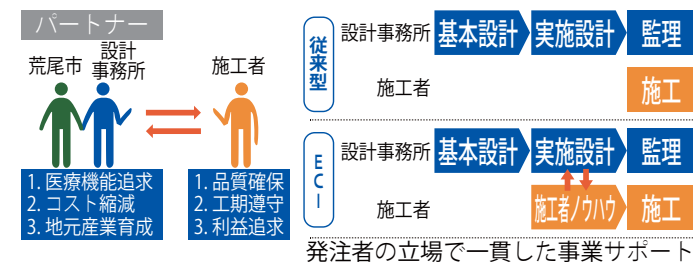 パートナー
荒尾市
設計
事務所
施工者
1. 医療機能追求
2. コスト縮減
3. 地元産業育成
1. 品質確保
2. 工期遵守
3. 利益追求
従来型
設計事務所 基本設計 実施設計 監理
施工者 施工
ECI
設計事務所 基本設計 実施設計 監理
施工者 施工者ノウハウ 施工
発注者の立場で一貫した事業サポート